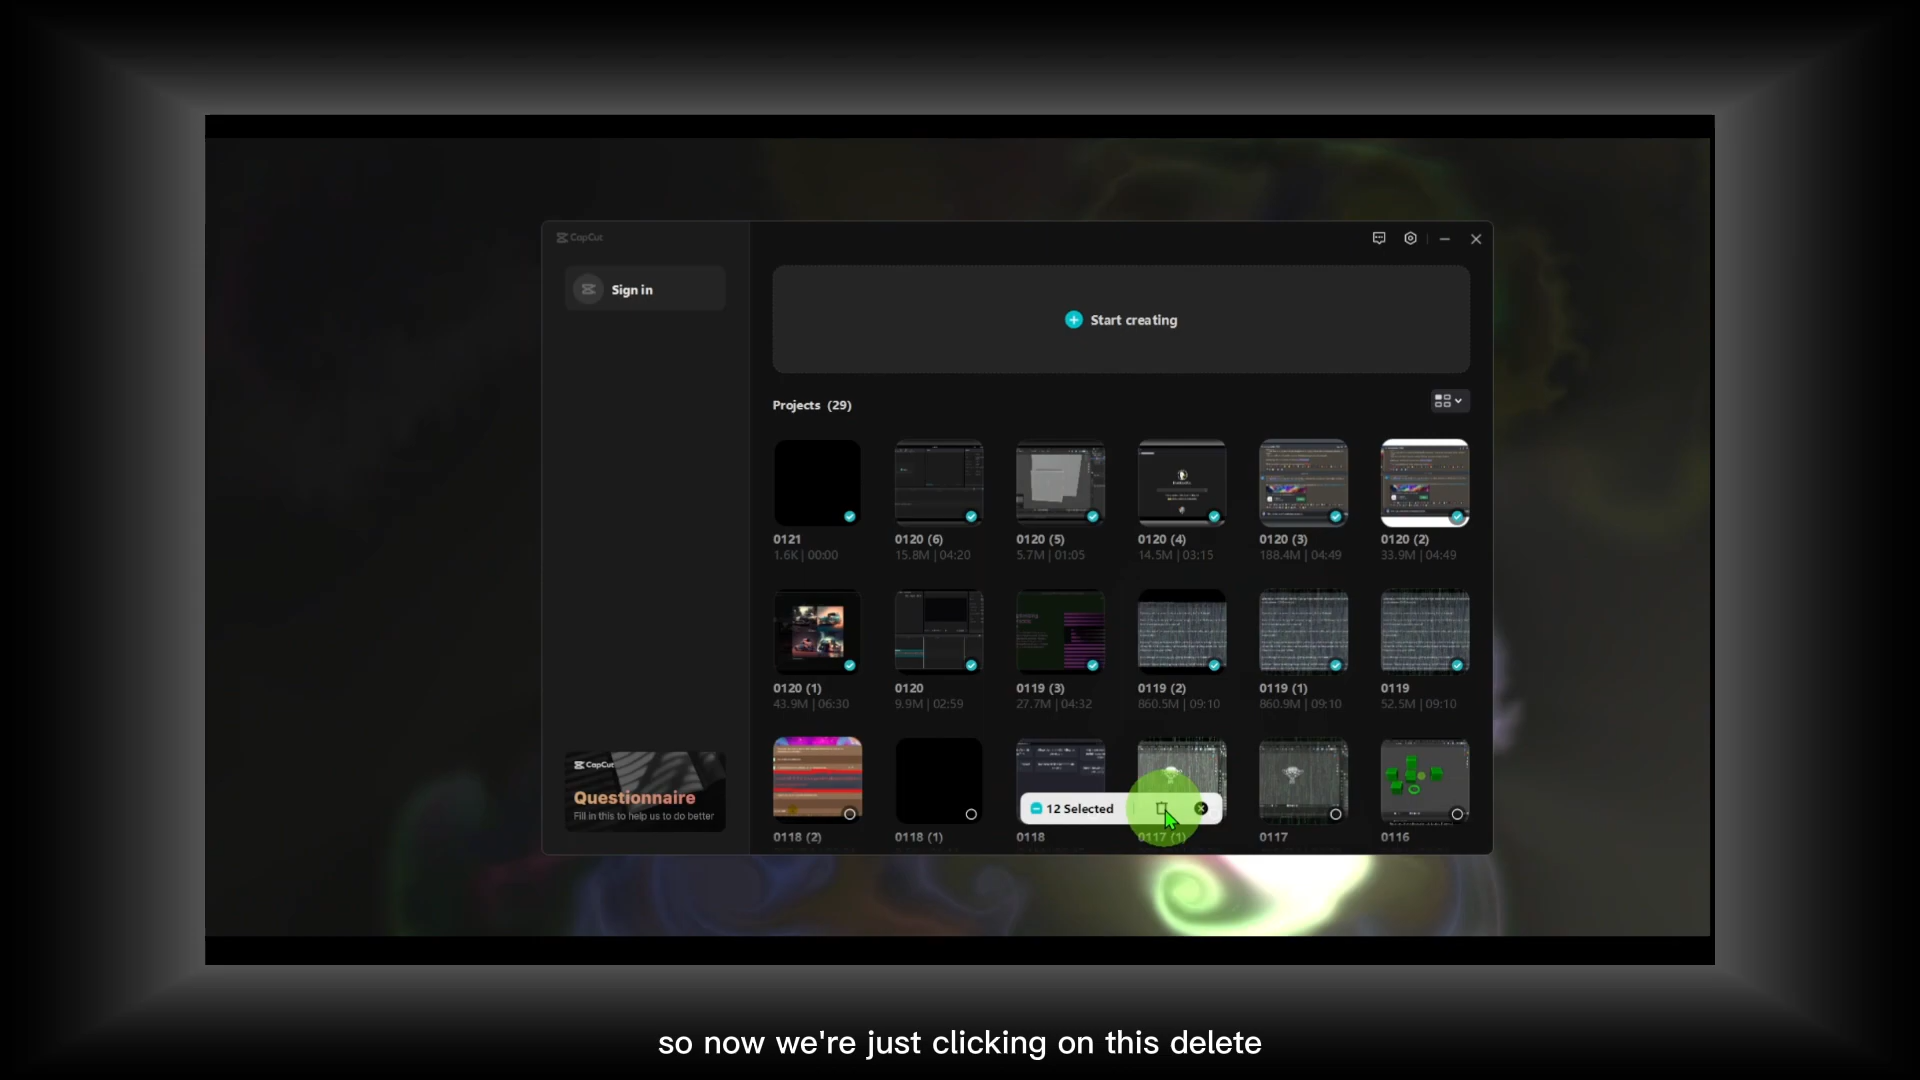 CapCut
Sign in
Start creating
Projects (29)
0121
1.6K | 00:00
0120 (6)
15.8M | 04:20
0120 (5)
5.7M | 01:05
0120 (4)
14.5M | 03:15
0120 (3)
188.4M | 04:49
0120 (2)
33.9M | 04:49
0120 (1)
43.9M | 06:30
0120
9.9M | 02:59
0119 (3)
27.7M | 04:32
0119 (2)
860.5M | 09:10
0119 (1)
860.9M | 09:10
0119
52.5M | 09:10
12 Selected
0118 (2)
0118 (1)
0118
0117 (1)
0117
0116
CapCut
Questionnaire
Fill in this to help us to do better
so now we're just clicking on this delete